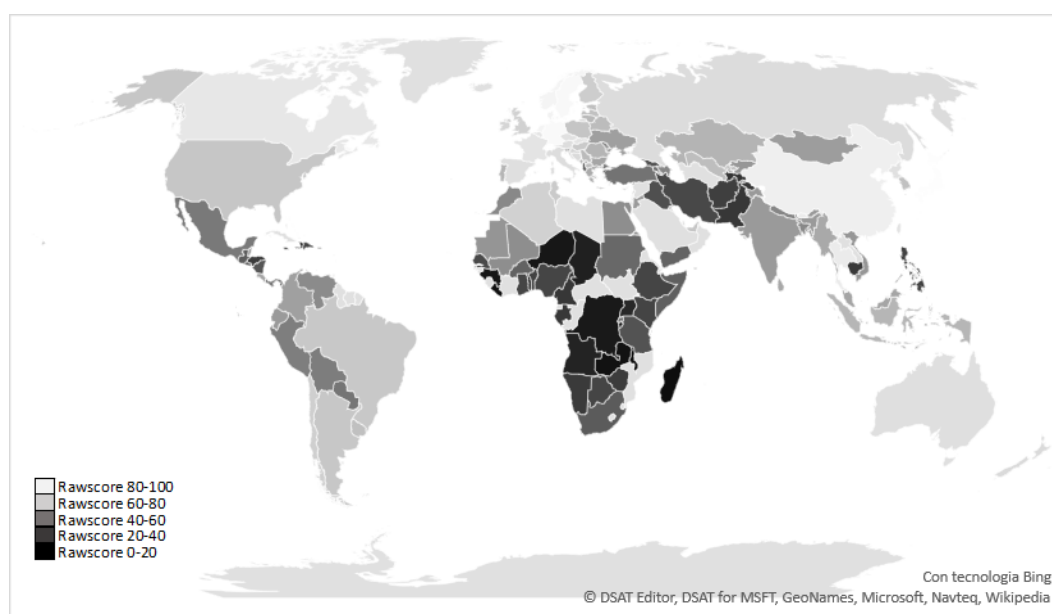 Rawscore 80-100
Rawscore 60-80
Rawscore 40-60
Rawscore 20-40
Rawscore 0-20
Con tecnologia Bing
© DSAT Editor, DSAT for MSFT, GeoNames, Microsoft, Navteq, Wikipedia